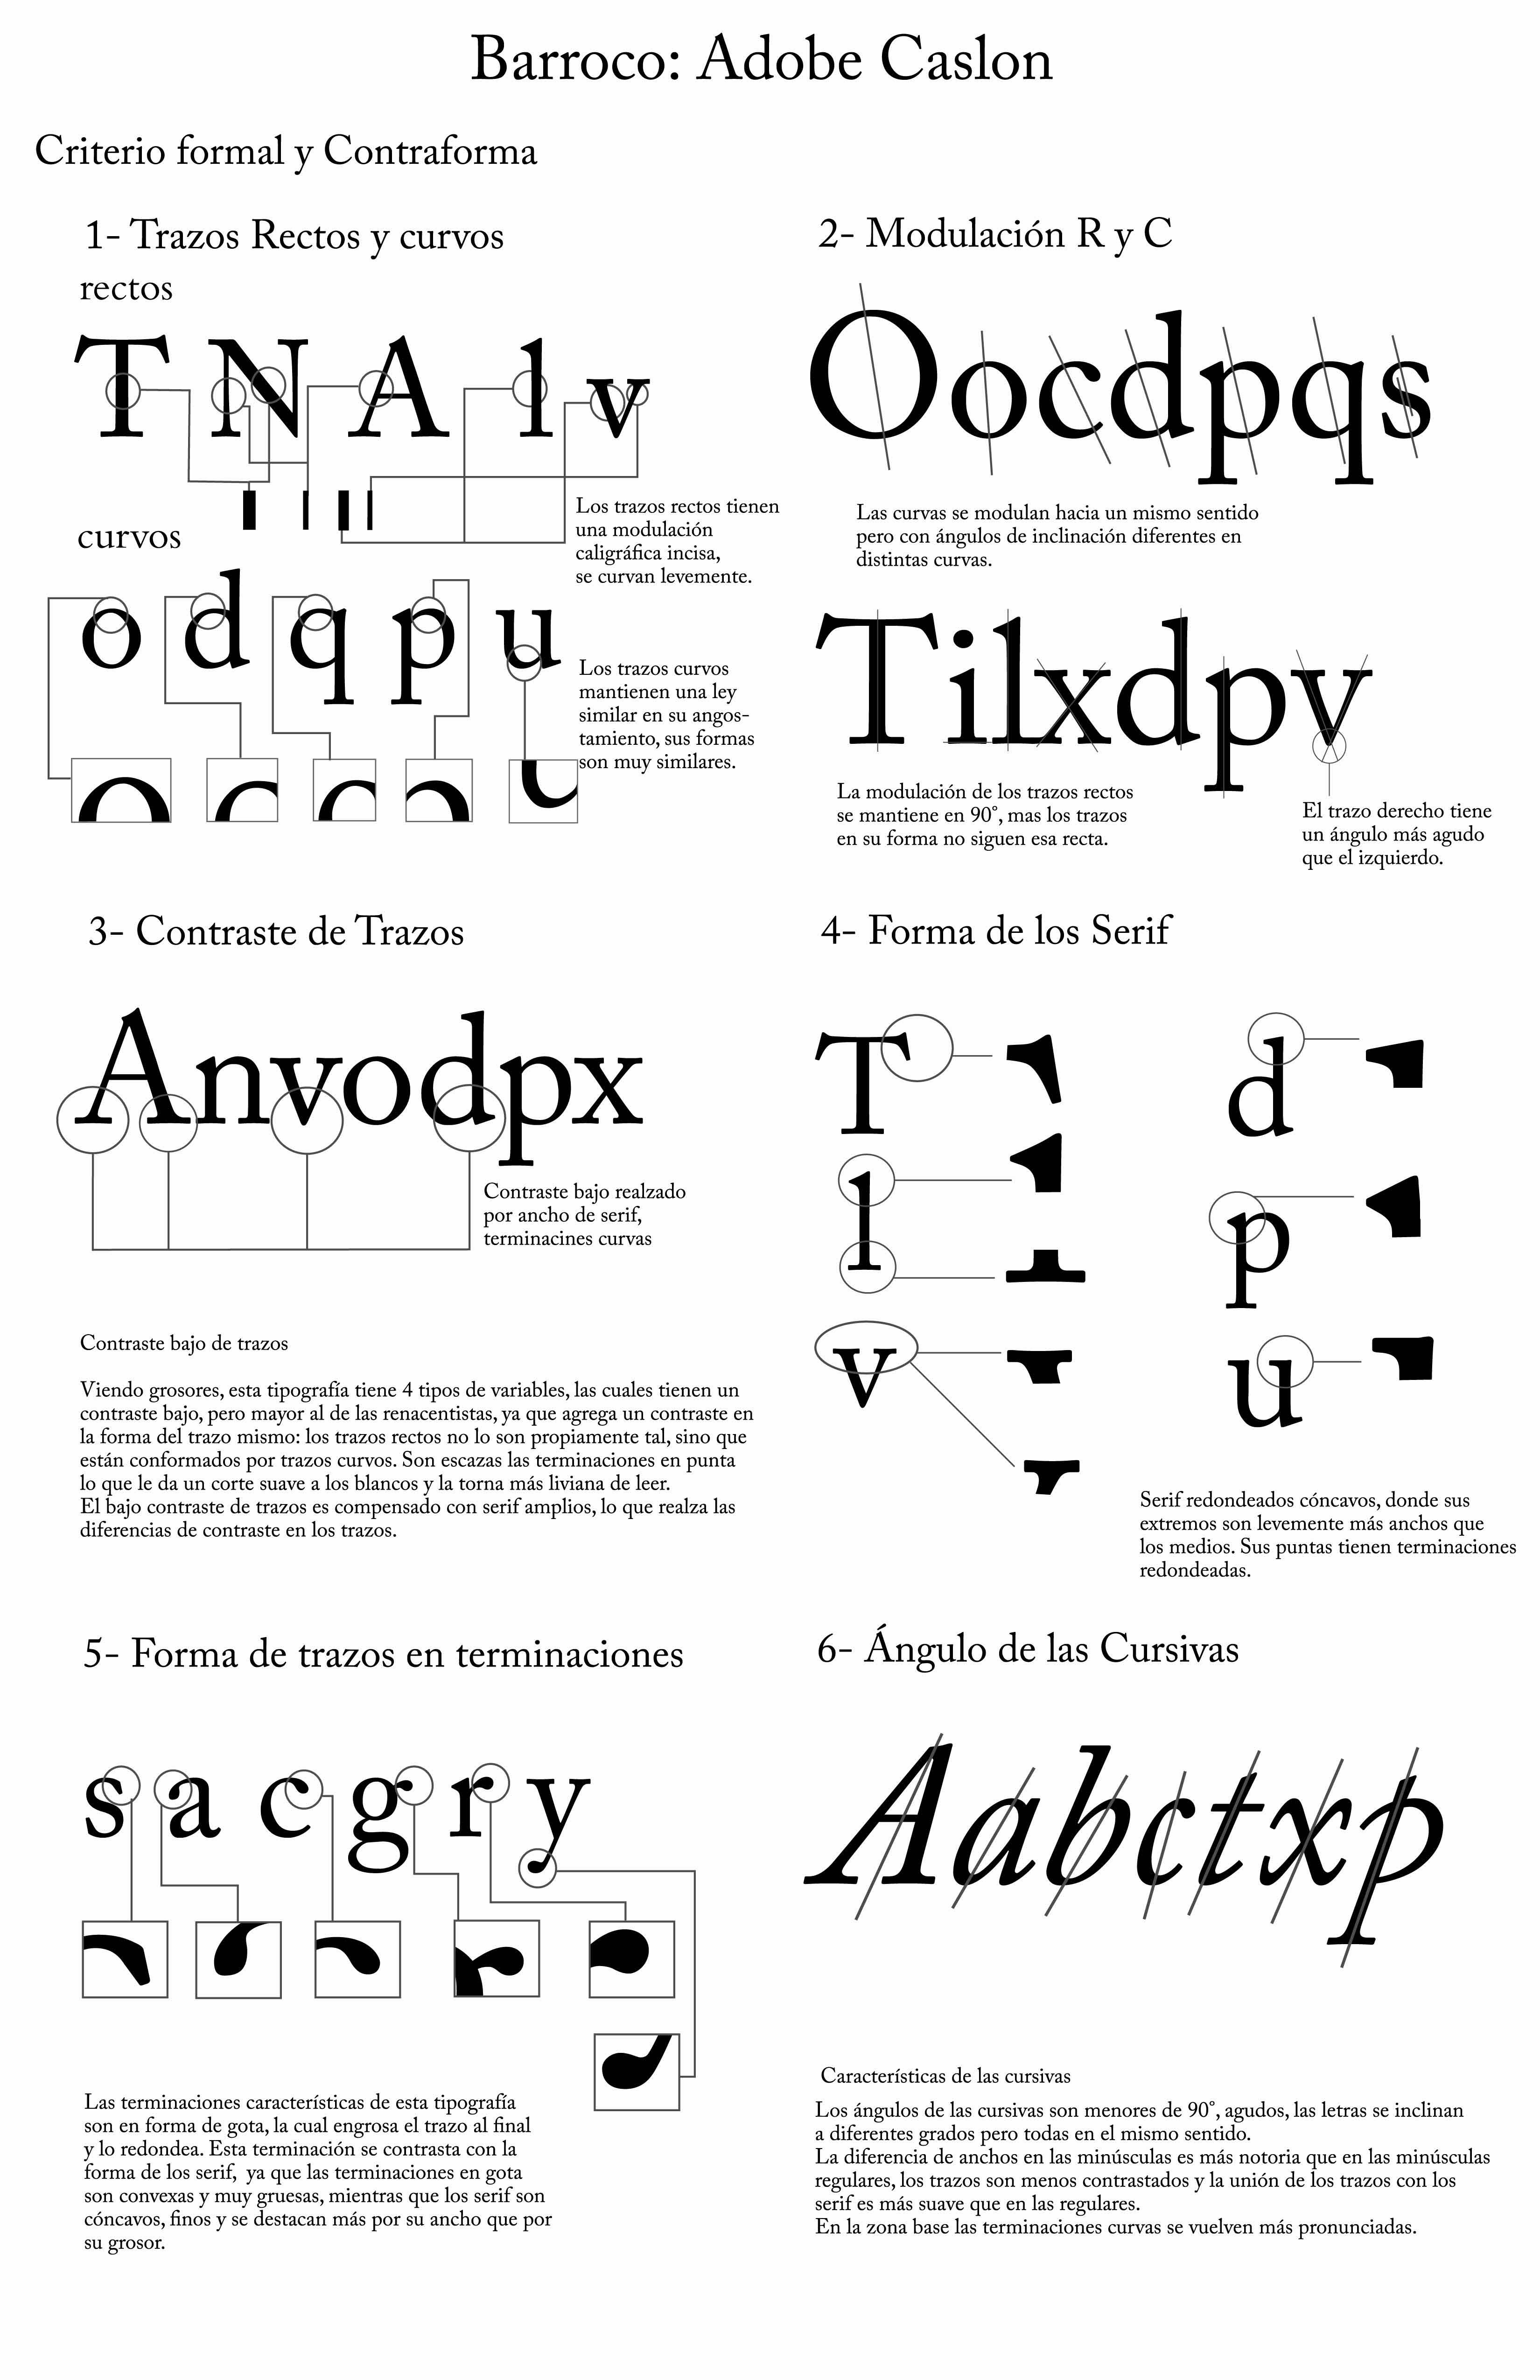 Barroco: Adobe Caslon
Criterio formal y Contraforma
1- Trazos Rectos y curvos
rectos
T N A l v
Los trazos rectos tienen
una modulación
caligráfica incisa,
se curvan levemente.
curvos
o d q p u
Los trazos curvos
mantienen una ley
similar en su angos-
tamiento, sus formas
son muy similares.
2- Modulación R y C
Oocdpqs
Las curvas se modulan hacia un mismo sentido
pero con ángulos de inclinación diferentes en
distintas curvas.
Tilxdpv
La modulación de los trazos rectos
se mantiene en 90°, mas los trazos
en su forma no siguen esa recta.
El trazo derecho tiene
un ángulo más agudo
que el izquierdo.
3- Contraste de Trazos
Anvodpx
Contraste bajo realzado
por ancho de serif,
terminacines curvas
Contraste bajo de trazos
Viendo grosores, esta tipografía tiene 4 tipos de variables, las cuales tienen un
contraste bajo, pero mayor al de las renacentistas, ya que agrega un contraste en
la forma del trazo mismo: los trazos rectos no lo son propiamente tal, sino que
están conformados por trazos curvos. Son escazas las terminaciones en punta
lo que le da un corte suave a los blancos y la torna más liviana de leer.
El bajo contraste de trazos es compensado con serif amplios, lo que realza las
diferencias de contraste en los trazos.
4- Forma de los Serif
T
d
l
p
v
u
Serif redondeados cóncavos, donde sus
extremos son levemente más anchos que
los medios. Sus puntas tienen terminaciones
redondeadas.
5- Forma de trazos en terminaciones
s a c g r y
Las terminaciones características de esta tipografía
son en forma de gota, la cual engrosa el trazo al final
y lo redondea. Esta terminación se contrasta con la
forma de los serif,  ya que las terminaciones en gota
son convexas y muy gruesas, mientras que los serif son
cóncavos, finos y se destacan más por su ancho que por
su grosor.
6- Ángulo de las Cursivas
Aabctxp
Características de las cursivas
Los ángulos de las cursivas son menores de 90°, agudos, las letras se inclinan
a diferentes grados pero todas en el mismo sentido.
La diferencia de anchos en las minúsculas es más notoria que en las minúsculas
regulares, los trazos son menos contrastados y la unión de los trazos con los
serif es más suave que en las regulares.
En la zona base las terminaciones curvas se vuelven más pronunciadas.